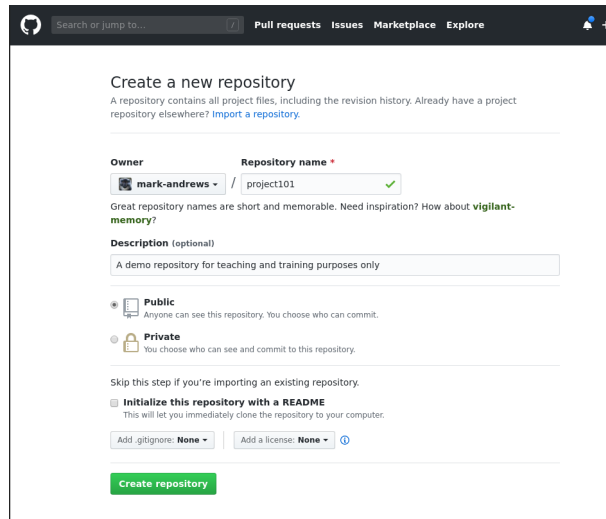 Search or jump to... / Pull requests Issues Marketplace Explore
Create a new repository
A repository contains all project files, including the revision history. Already have a project
repository elsewhere? Import a repository.
Owner Repository name *
mark-andrews / project101
Great repository names are short and memorable. Need inspiration? How about vigilant-
memory?
Description (optional)
A demo repository for teaching and training purposes only
Public
Anyone can see this repository. You choose who can commit.
Private
You choose who can see and commit to this repository.
Skip this step if you're importing an existing repository.
Initialize this repository with a README
This will let you immediately clone the repository to your computer.
Add .gitignore: None Add a license: None
Create repository